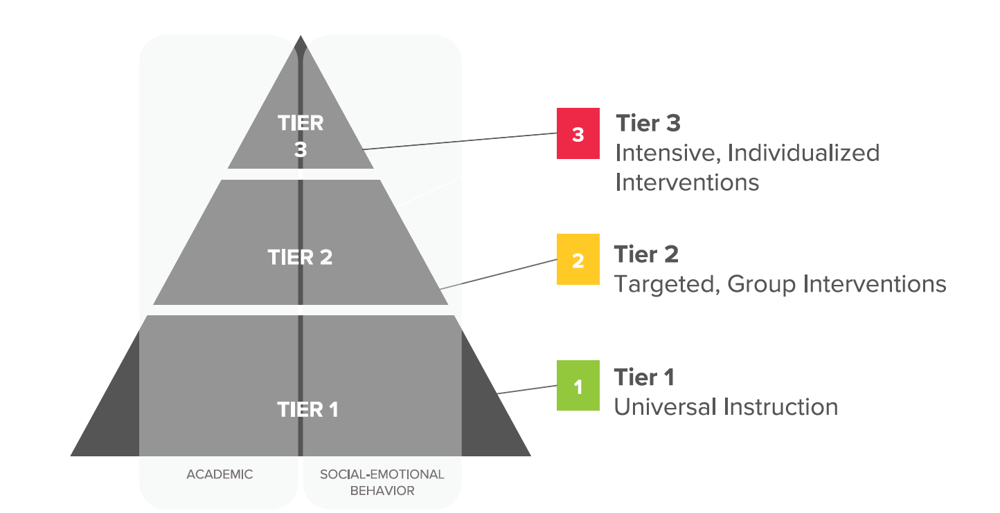 TIER
3
TIER 2
TIER 1
ACADEMIC
SOCIAL-EMOTIONAL
BEHAVIOR
3
Tier 3
Intensive, Individualized
Interventions
2
Tier 2
Targeted, Group Interventions
1
Tier 1
Universal Instruction